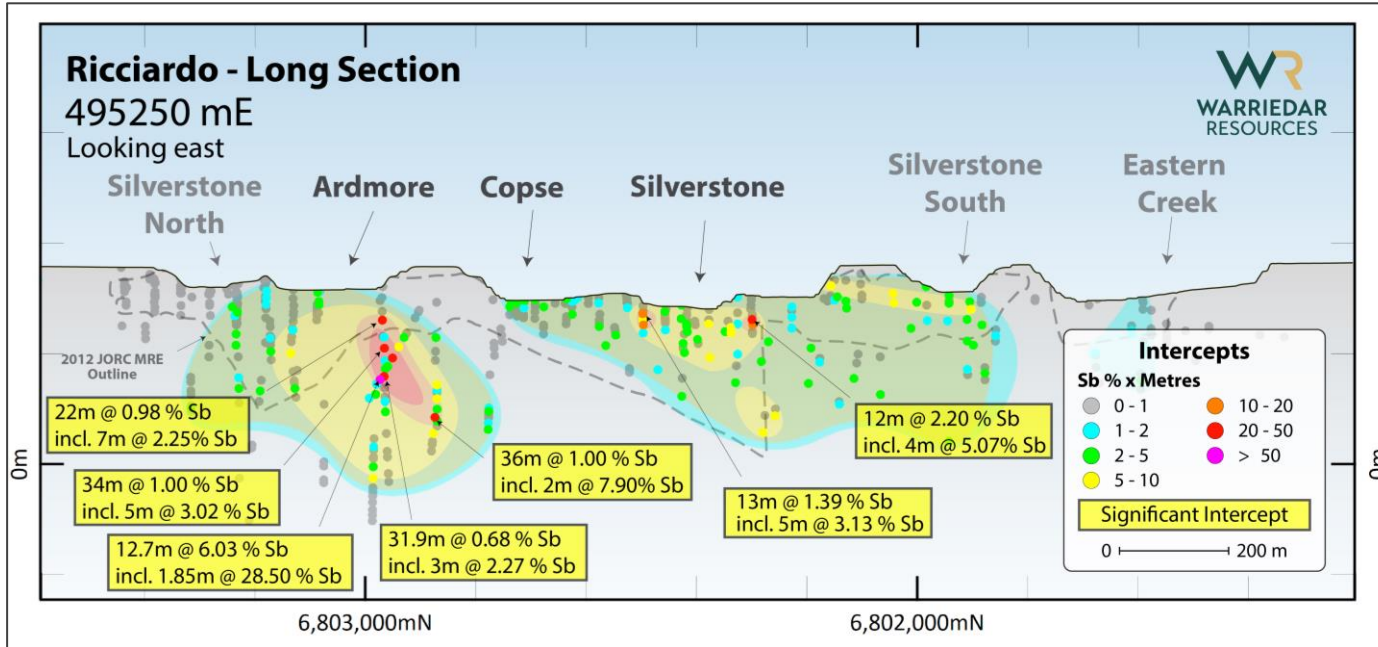 Ricciardo - Long Section
495250 mE
Looking east
WR
WARRIEDAR
RESOURCES
Silverstone
North
Ardmore
Copse
Silverstone
Silverstone
South
Eastern
Creek
2012 JORC MRE
Outline
22m @ 0.98 % Sb
incl. 7m @ 2.25% Sb
34m @ 1.00 % Sb
incl. 5m @ 3.02 % Sb
12.7m @ 6.03 % Sb
incl. 1.85m @ 28.50 % Sb
31.9m @ 0.68 % Sb
incl. 3m @ 2.27 % Sb
36m @ 1.00 % Sb
incl. 2m @ 7.90% Sb
13m @ 1.39 % Sb
incl. 5m @ 3.13 % Sb
12m @ 2.20 % Sb
incl. 4m @ 5.07% Sb
Intercepts
Sb % x Metres
0 - 1
1 - 2
2 - 5
5 - 10
10 - 20
20 - 50
> 50
Significant Intercept
0 200 m
0m
0m
6,803,000mN
6,802,000mN